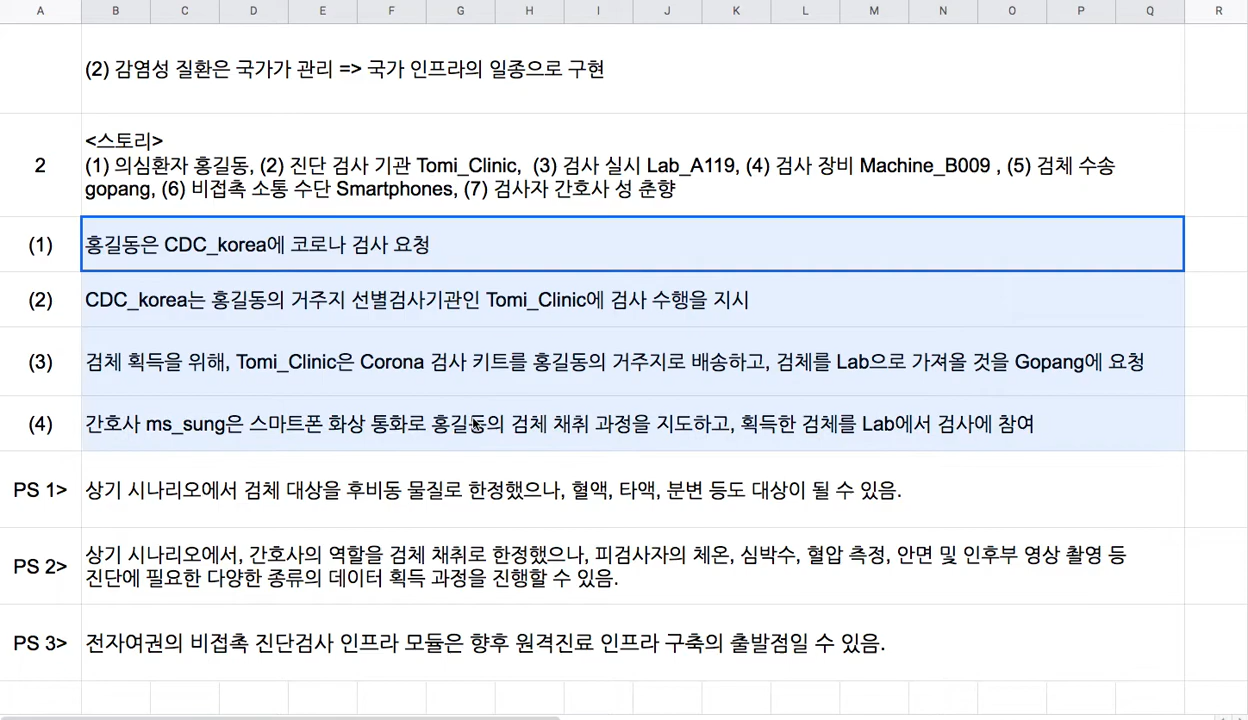 A B C D E F G H I J K L M N O P Q R
(2) 감염성 질환은 국가가 관리 => 국가 인프라의 일종으로 구현
2
<스토리>
(1) 의심환자 홍길동, (2) 진단 검사 기관 Tomi_Clinic, (3) 검사 실시 Lab_A119, (4) 검사 장비 Machine_B009 , (5) 검체 수송
gopang, (6) 비접촉 소통 수단 Smartphones, (7) 검사자 간호사 성 춘향
(1) 홍길동은 CDC_korea에 코로나 검사 요청
(2) CDC_korea는 홍길동의 거주지 선별검사기관인 Tomi_Clinic에 검사 수행을 지시
(3) 검체 획득을 위해, Tomi_Clinic은 Corona 검사 키트를 홍길동의 거주지로 배송하고, 검체를 Lab으로 가져올 것을 Gopang에 요청
(4) 간호사 ms_sung은 스마트폰 화상 통화로 홍길동의 검체 채취 과정을 지도하고, 획득한 검체를 Lab에서 검사에 참여
PS 1> 상기 시나리오에서 검체 대상을 후비동 물질로 한정했으나, 혈액, 타액, 분변 등도 대상이 될 수 있음.
PS 2> 상기 시나리오에서, 간호사의 역할을 검체 채취로 한정했으나, 피검사자의 체온, 심박수, 혈압 측정, 안면 및 인후부 영상 촬영 등
진단에 필요한 다양한 종류의 데이터 획득 과정을 진행할 수 있음.
PS 3> 전자여권의 비접촉 진단검사 인프라 모듈은 향후 원격진료 인프라 구축의 출발점일 수 있음.